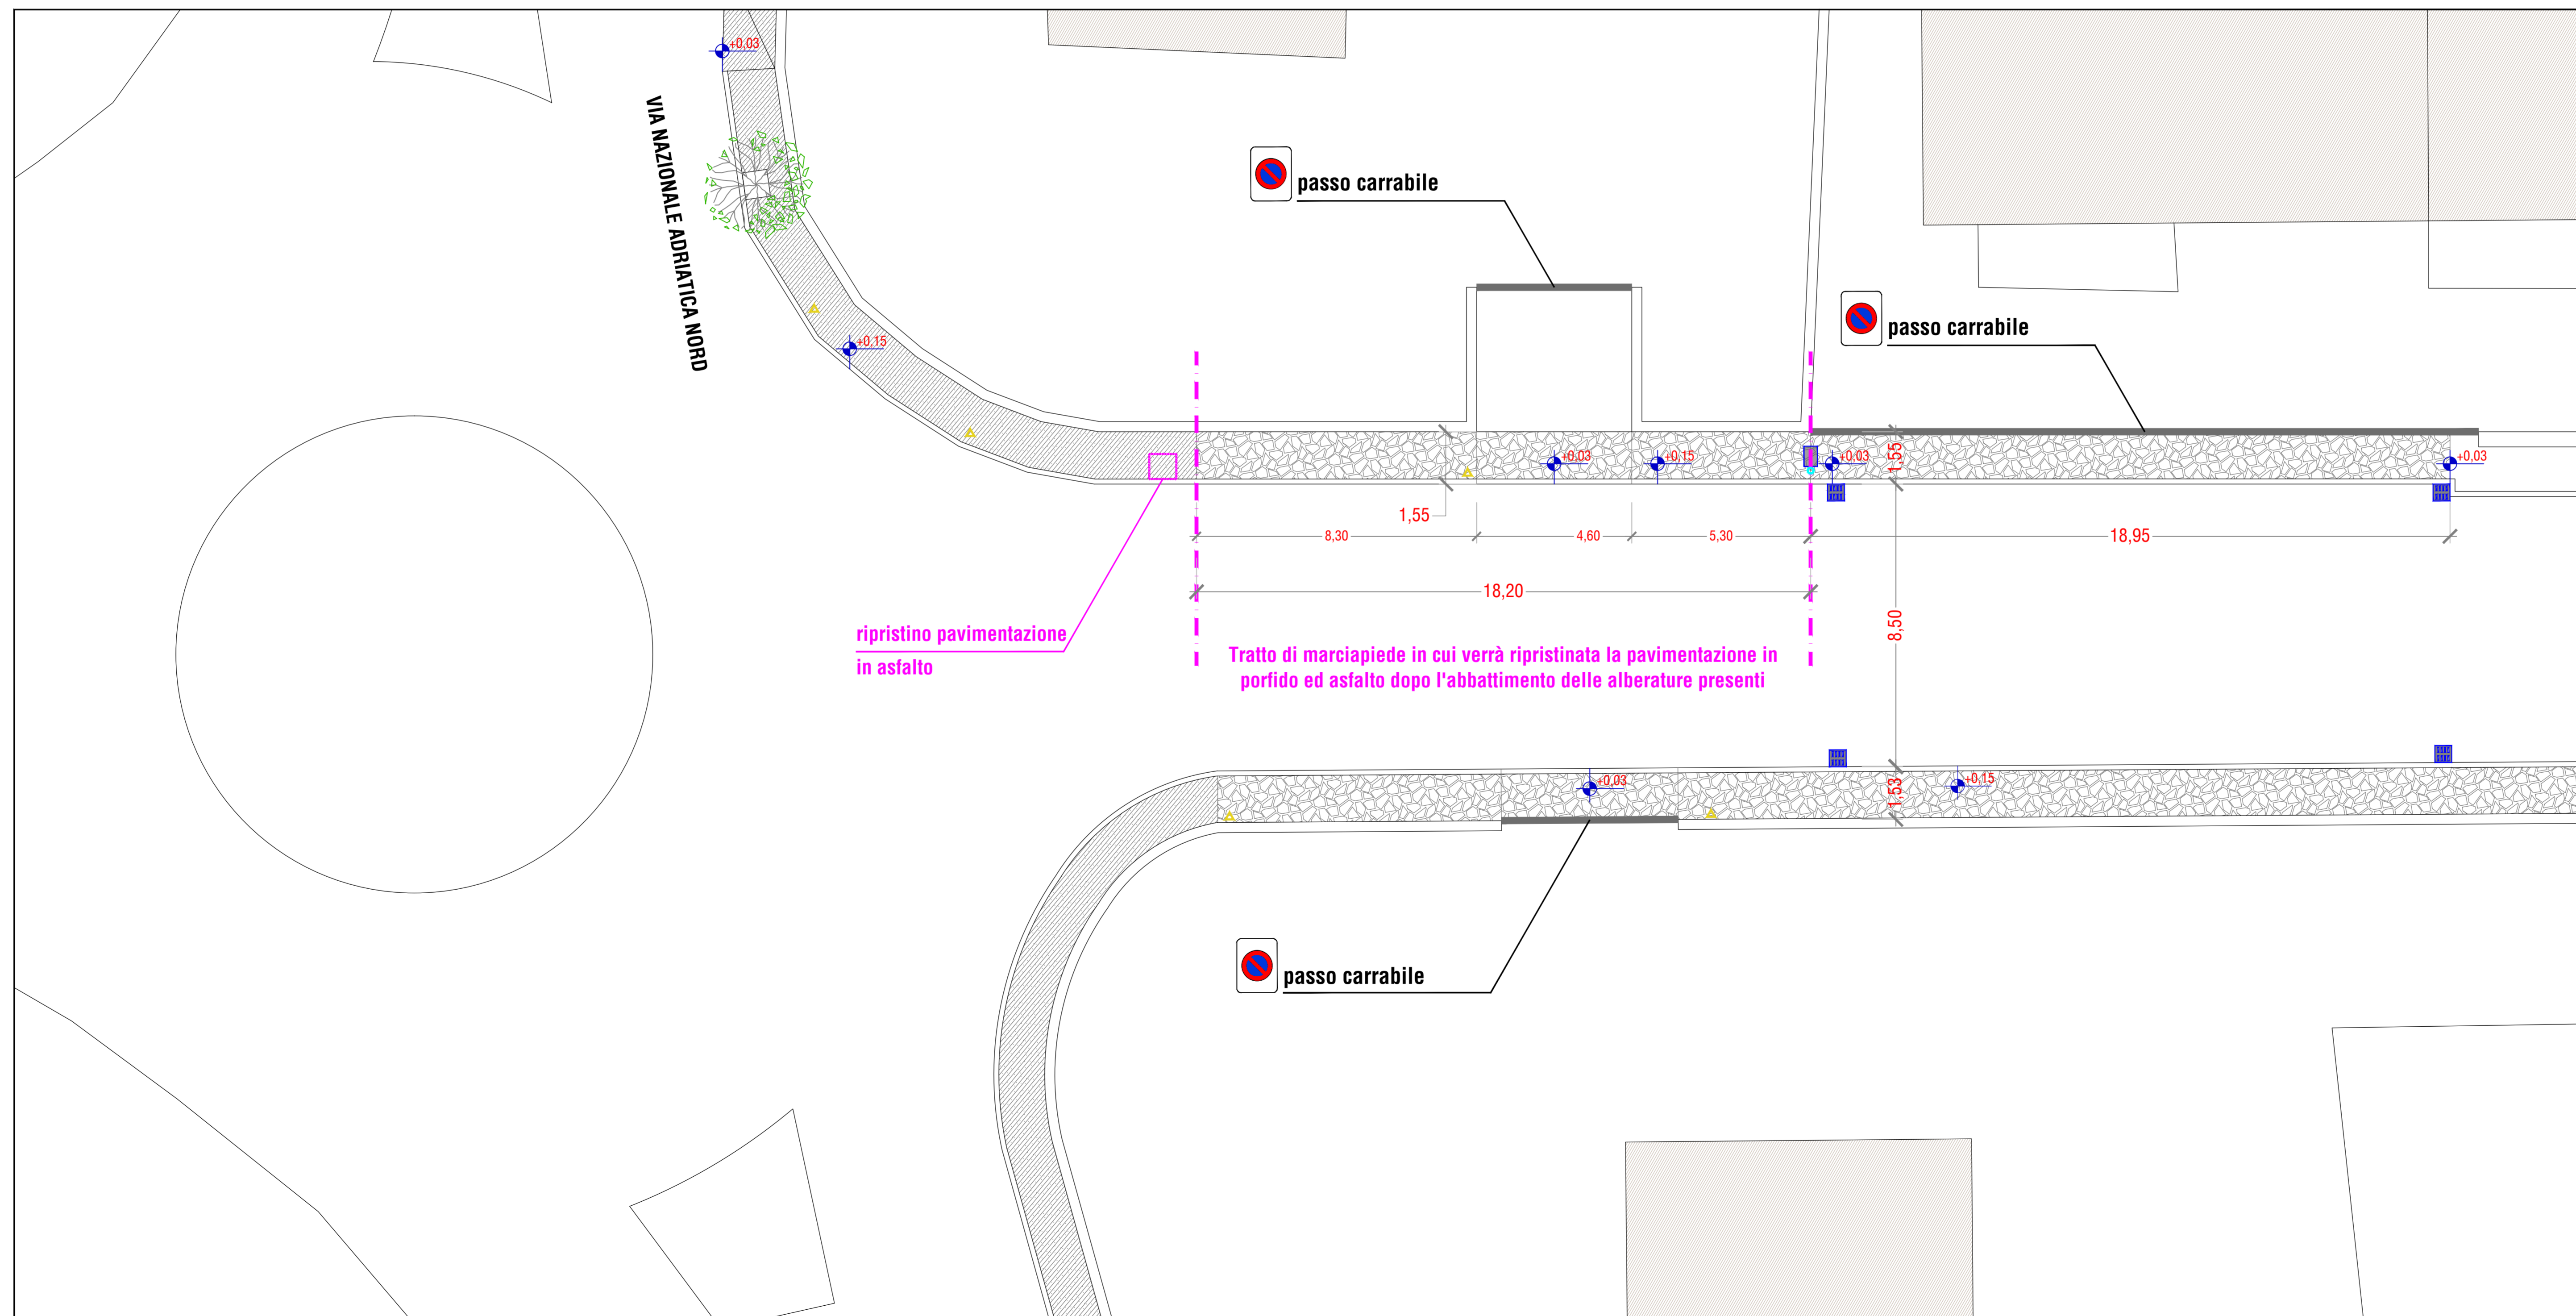 +0,03
VIA NAZIONALE ADRIATICA NORD
passo carrabile
passo carrabile
+0,15
+0,03
+0,15
+0,03
1,55
+0,03
1,55
8,30
4,60
5,30
18,95
18,20
8,50
ripristino pavimentazione
in asfalto
Tratto di marciapiede in cui verrà ripristinata la pavimentazione in
porfido ed asfalto dopo l'abbattimento delle alberature presenti
+0,03
+0,15
1,53
passo carrabile